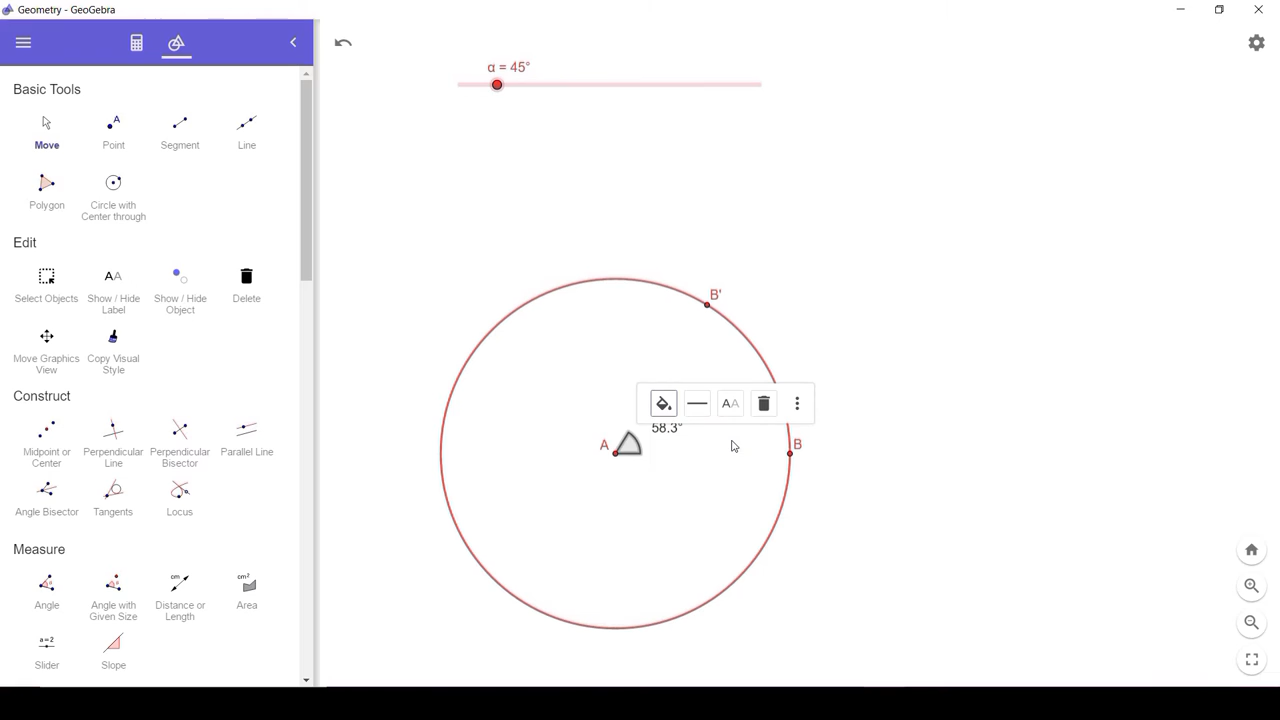 Geometry - GeoGebra
α = 45°
Basic Tools
Move
Point
Segment
Line
Polygon
Circle with
Center through
Edit
Select Objects
Show / Hide
Label
Show / Hide
Object
Delete
Move Graphics
View
Copy Visual
Style
Construct
Midpoint or
Center
Perpendicular
Line
Perpendicular
Bisector
Parallel Line
Angle Bisector
Tangents
Locus
Measure
Angle
Angle with
Given Size
Distance or
Length
Area
Slider
Slope
B'
AA
58.3°
A
B